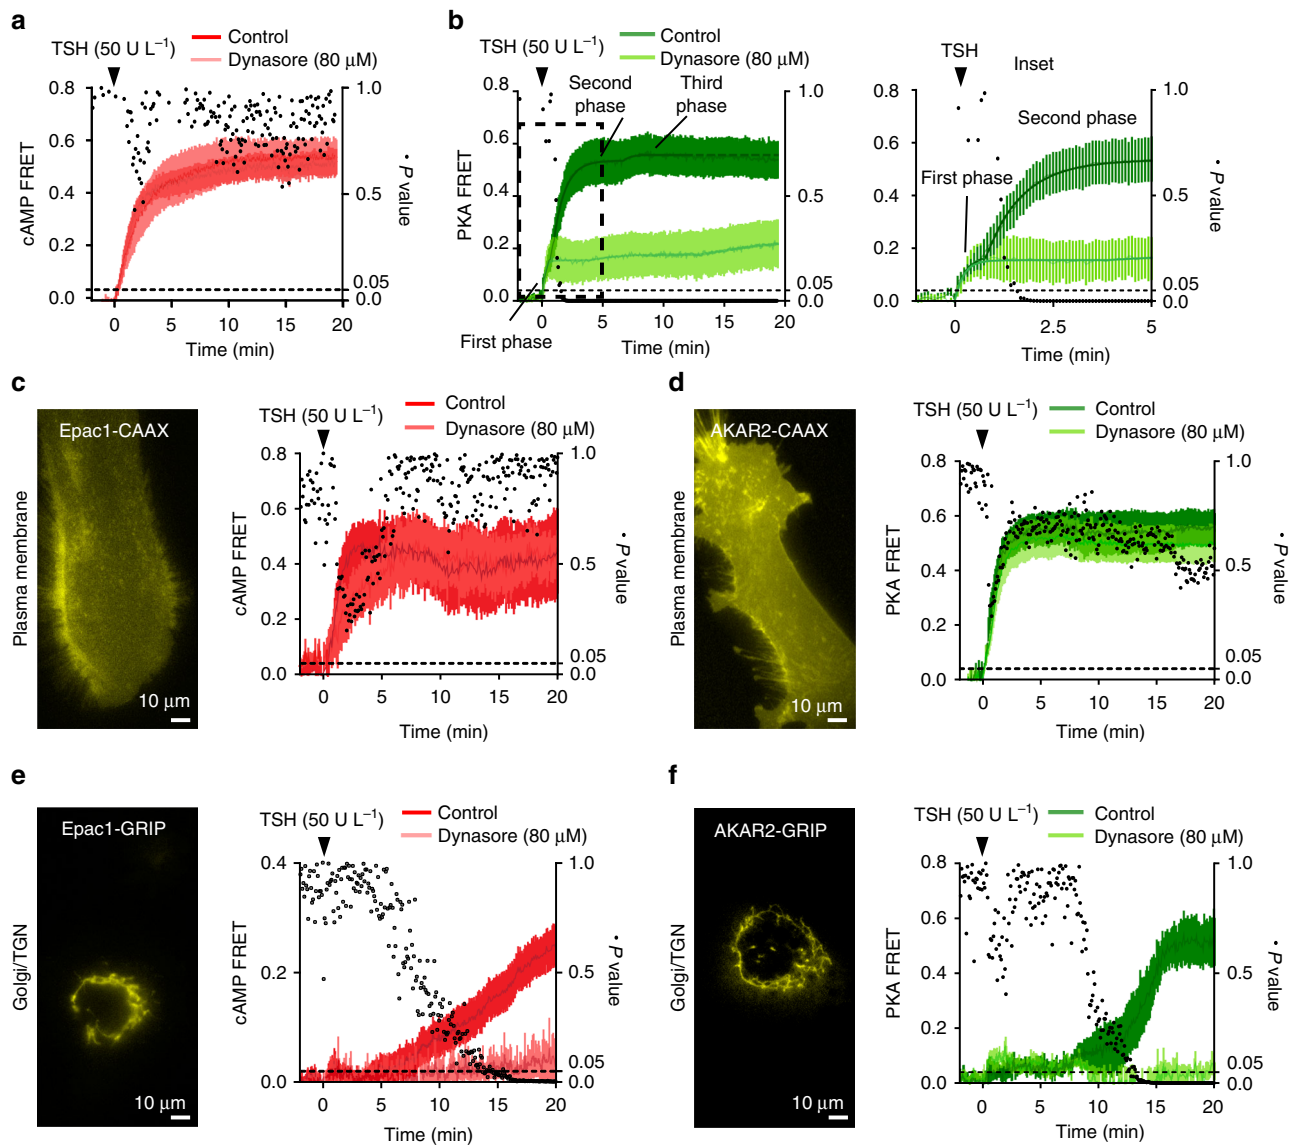 a
TSH (50 U L⁻¹)
Control
Dynasore (80 μM)
cAMP FRET
0.8
0.6
0.4
0.2
0.0
1.0
0.5
0.05
0.0
• P value
0 5 10 15 20
Time (min)
b
TSH (50 U L⁻¹)
Control
Dynasore (80 μM)
Second phase
Third phase
First phase
PKA FRET
0.8
0.6
0.4
0.2
0.0
1.0
0.5
0.05
0.0
0 5 10 15 20
Time (min)
TSH
Inset
Second phase
First phase
0.8
0.6
0.4
0.2
0.0
1.0
0.5
0.05
0.0
• P value
0 2.5 5
Time (min)
c
Plasma membrane
Epac1-CAAX
10 μm
TSH (50 U L⁻¹)
Control
Dynasore (80 μM)
cAMP FRET
0.8
0.6
0.4
0.2
0.0
1.0
0.5
0.05
0.0
• P value
0 5 10 15 20
Time (min)
d
Plasma membrane
AKAR2-CAAX
10 μm
TSH (50 U L⁻¹)
Control
Dynasore (80 μM)
PKA FRET
0.8
0.6
0.4
0.2
0.0
1.0
0.5
0.05
0.0
• P value
0 5 10 15 20
Time (min)
e
Golgi/TGN
Epac1-GRIP
10 μm
TSH (50 U L⁻¹)
Control
Dynasore (80 μM)
cAMP FRET
0.4
0.2
0.0
1.0
0.5
0.05
0.0
• P value
0 5 10 15 20
Time (min)
f
Golgi/TGN
AKAR2-GRIP
10 μm
TSH (50 U L⁻¹)
Control
Dynasore (80 μM)
PKA FRET
0.8
0.6
0.4
0.2
0.0
1.0
0.5
0.05
0.0
• P value
0 5 10 15 20
Time (min)